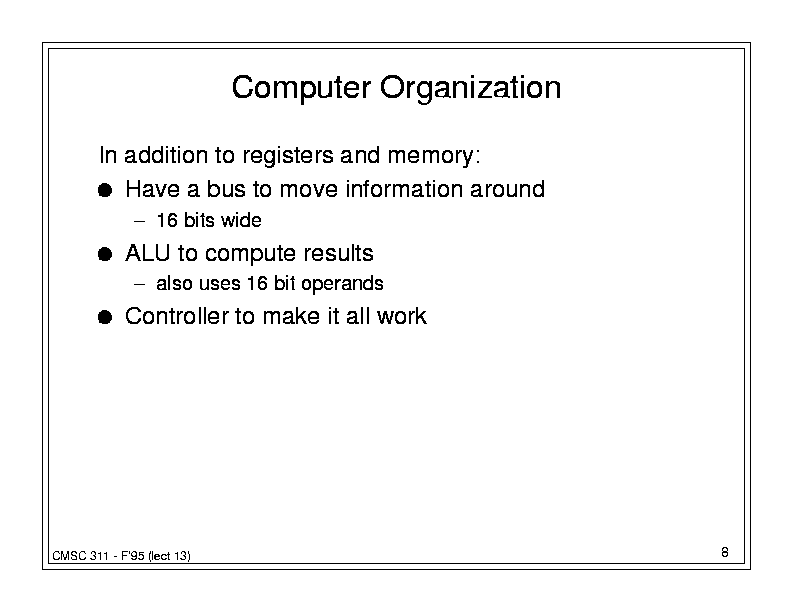 Computer Organization
In addition to registers and memory:
● Have a bus to move information around
– 16 bits wide
● ALU to compute results
– also uses 16 bit operands
● Controller to make it all work
CMSC 311 - F'95 (lect 13)
8